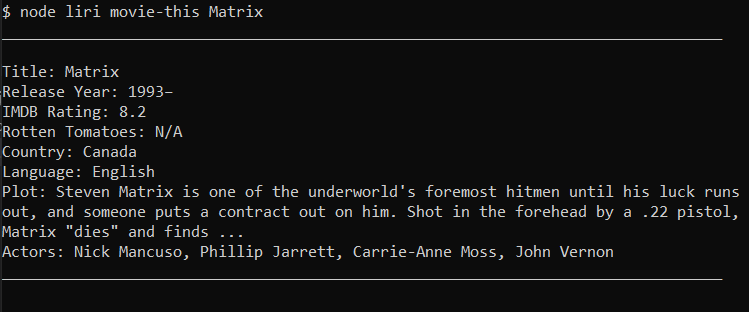 $ node liri movie-this Matrix
Title: Matrix
Release Year: 1993–
IMDB Rating: 8.2
Rotten Tomatoes: N/A
Country: Canada
Language: English
Plot: Steven Matrix is one of the underworld's foremost hitmen until his luck runs
out, and someone puts a contract out on him. Shot in the forehead by a .22 pistol,
Matrix "dies" and finds ...
Actors: Nick Mancuso, Phillip Jarrett, Carrie-Anne Moss, John Vernon